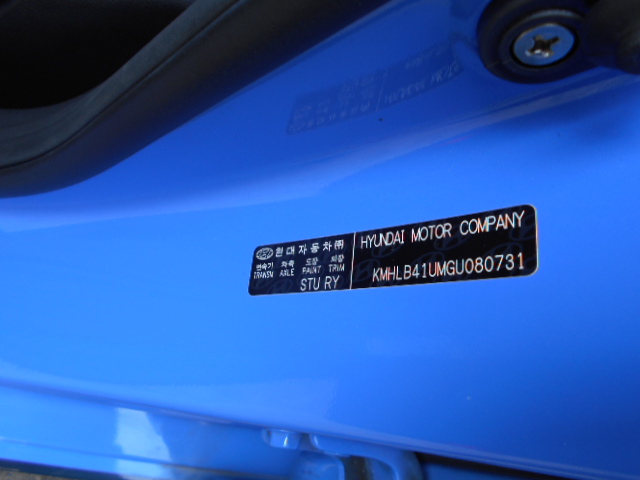 현대자동차㈜
변속기 차축 도장 의장
TRANSM AXLE PAINT TRIM
STU RY
HYUNDAI MOTOR COMPANY
KMHLB41UMGU080731